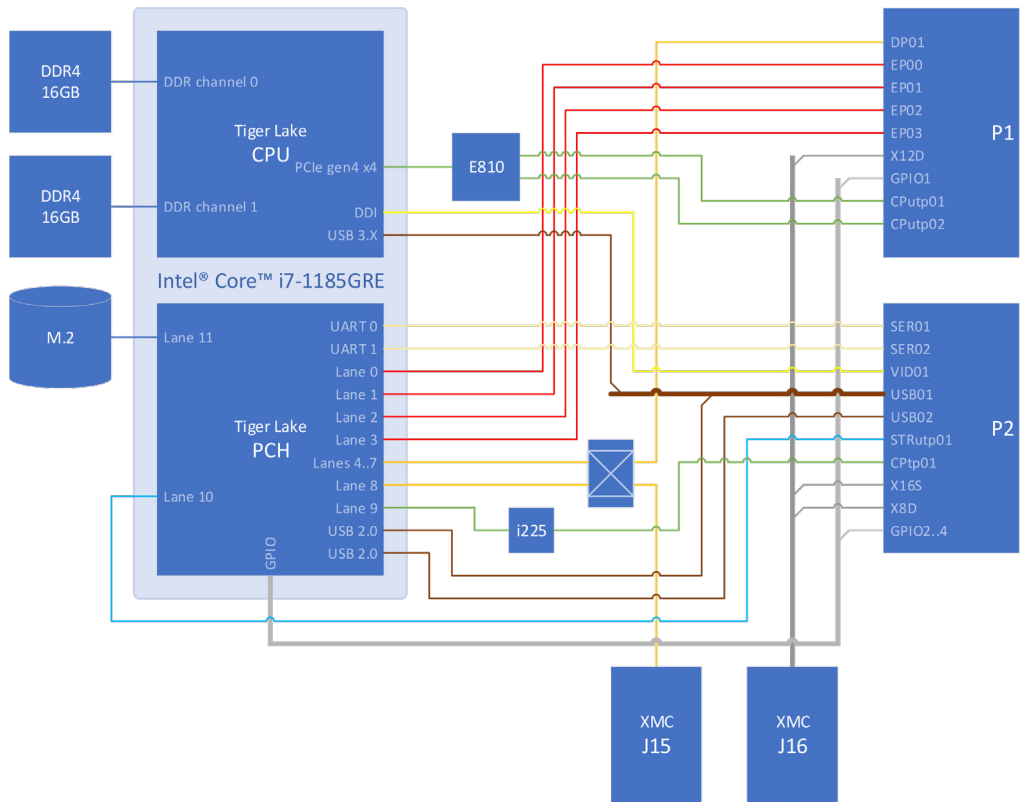 DDR4
16GB
DDR4
16GB
M.2
DDR channel 0
Tiger Lake
CPU
PCIe gen4 x4
DDR channel 1
DDI
USB 3.X
Intel® Core™ i7-1185GRE
Lane 11
UART 0
UART 1
Lane 0
Lane 1
Lane 2
Lane 3
Tiger Lake
PCH
Lanes 4..7
Lane 8
Lane 10
Lane 9
USB 2.0
USB 2.0
GPIO
E810
i225
DP01
EP00
EP01
EP02
EP03
P1
X12D
GPIO1
CPutp01
CPutp02
SER01
SER02
VID01
USB01
USB02
P2
STRutp01
CPtp01
X16S
X8D
GPIO2..4
XMC
J15
XMC
J16